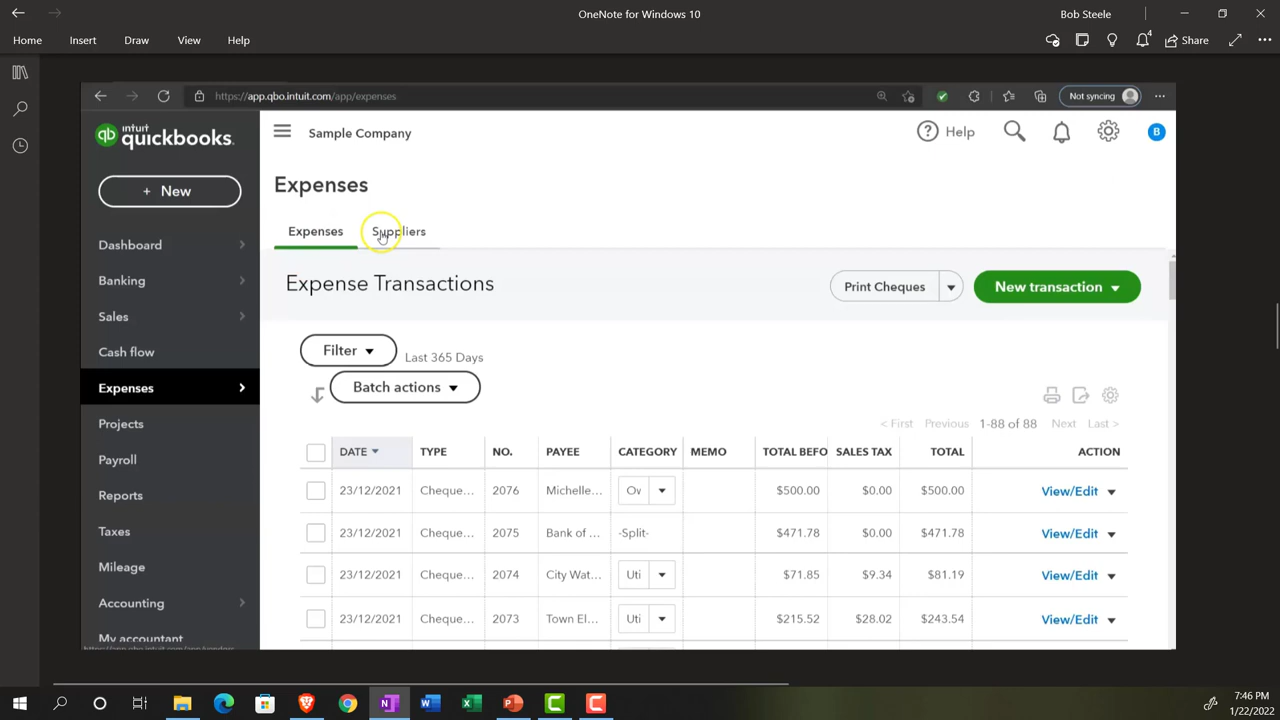 OneNote for Windows 10
Bob Steele
Home Insert Draw View Help
4
Share
https://app.qbo.intuit.com/app/expenses
Not syncing
intuit
quickbooks.
Sample Company
Help
B
+ New
Expenses
Expenses Suppliers
Dashboard
Banking
Sales
Cash flow
Expenses
Projects
Payroll
Reports
Taxes
Mileage
Accounting
My accountant
Expense Transactions
Print Cheques
New transaction
Filter
Last 365 Days
Batch actions
< First Previous 1-88 of 88 Next Last >
DATE TYPE NO. PAYEE CATEGORY MEMO TOTAL BEFO SALES TAX TOTAL ACTION
23/12/2021 Cheque... 2076 Michelle... Ov $500.00 $0.00 $500.00 View/Edit
23/12/2021 Cheque... 2075 Bank of ... -Split- $471.78 $0.00 $471.78 View/Edit
23/12/2021 Cheque... 2074 City Wat... Uti $71.85 $9.34 $81.19 View/Edit
23/12/2021 Cheque... 2073 Town El... Uti $215.52 $28.02 $243.54 View/Edit
7:46 PM
1/22/2022